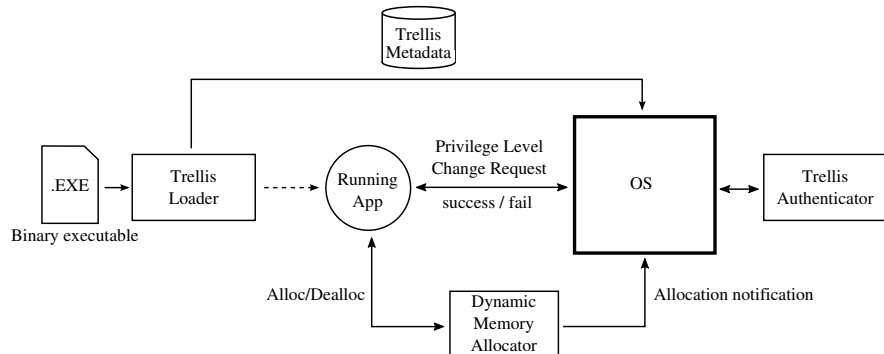 Trellis
Metadata
.EXE
Binary executable
Trellis
Loader
Running
App
Privilege Level
Change Request
success / fail
OS
Trellis
Authenticator
Alloc/Dealloc
Dynamic
Memory
Allocator
Allocation notification